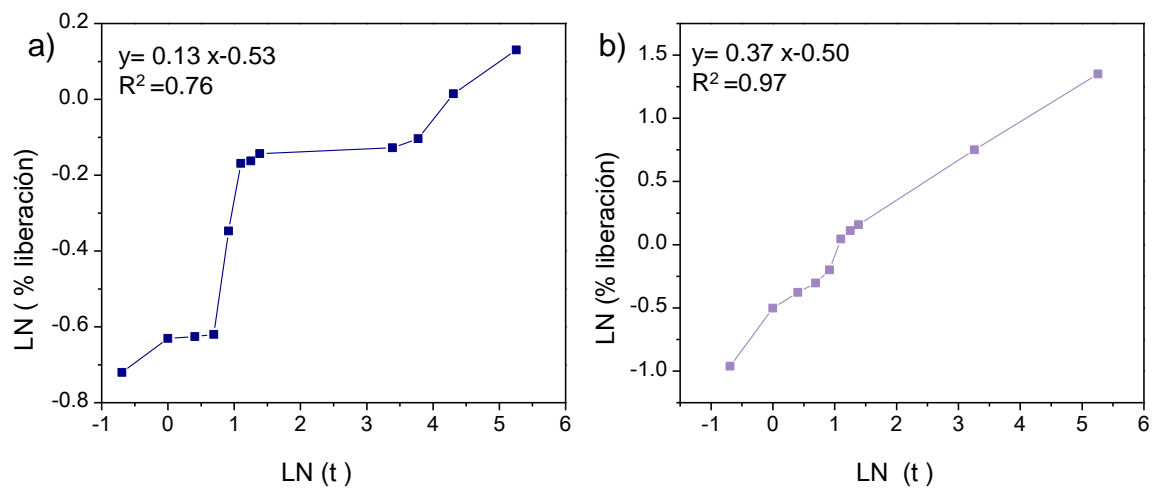 a)
y= 0.13 x-0.53
R² =0.76
LN ( % liberación)
0.2
0.0
-0.2
-0.4
-0.6
-0.8
-1 0 1 2 3 4 5 6
LN (t )
b)
y= 0.37 x-0.50
R² =0.97
LN (% liberación)
1.5
1.0
0.5
0.0
-0.5
-1.0
-1 0 1 2 3 4 5 6
LN (t )